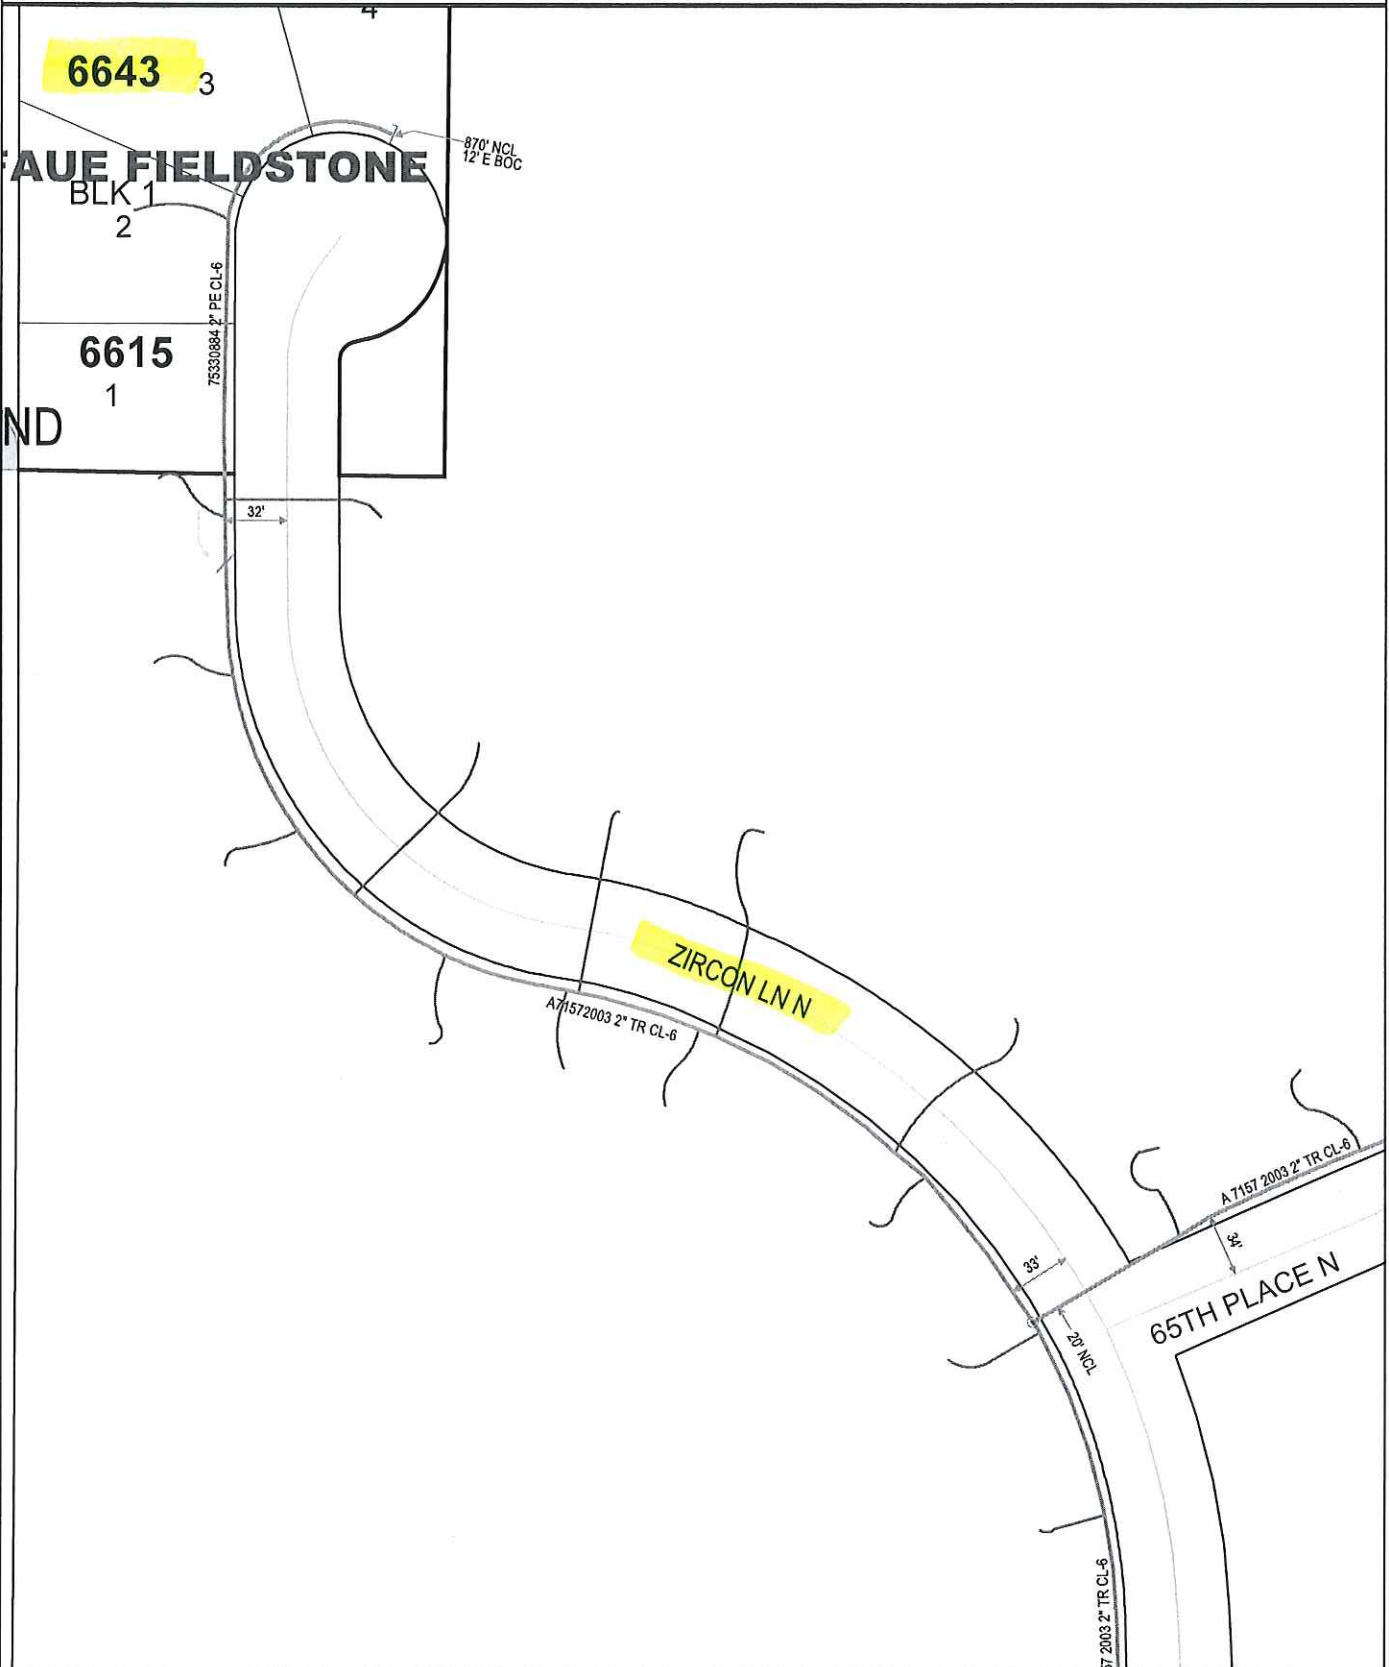 4
6643 3
870' NCL
12' E BOC
FAUE FIELDSTONE
BLK 1
2
75330884 2" PE CL-6
6615
1
ND
32'
ZIRCON LN N
A71572003 2" TR CL-6
A 7157 2003 2" TR CL-6
34'
33'
65TH PLACE N
20' NCL
57 2003 2" TR CL-6